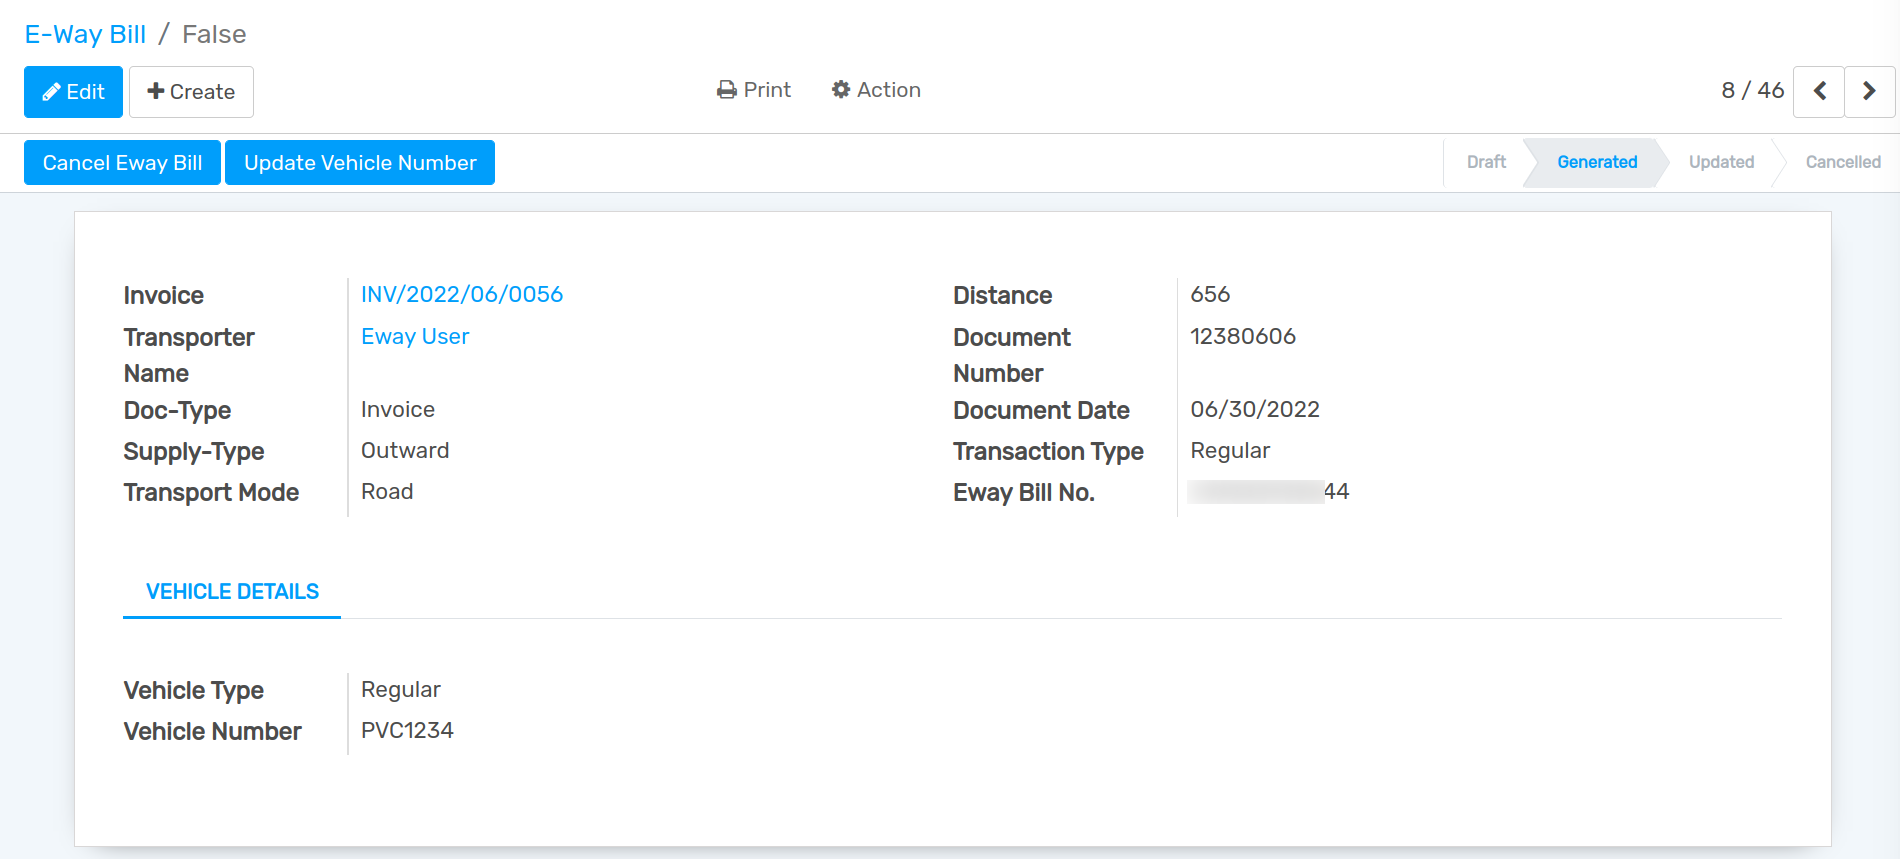 E-Way Bill / False
Edit
Create
Print
Action
8 / 46
Cancel Eway Bill
Update Vehicle Number
Draft
Generated
Updated
Cancelled
Invoice
INV/2022/06/0056
Transporter Name
Eway User
Doc-Type
Invoice
Supply-Type
Outward
Transport Mode
Road
Distance
656
Document Number
12380606
Document Date
06/30/2022
Transaction Type
Regular
Eway Bill No.
44
VEHICLE DETAILS
Vehicle Type
Regular
Vehicle Number
PVC1234